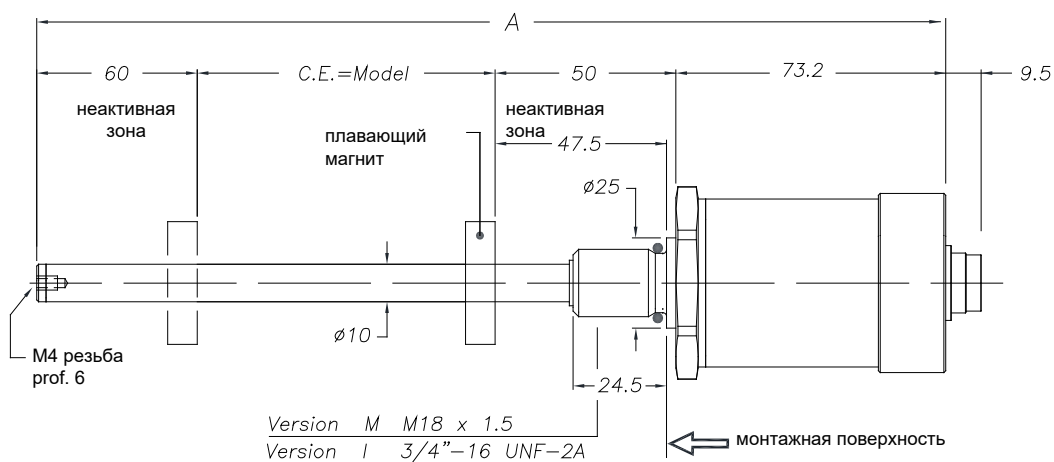 A
60
C.E.=Model
50
73.2
9.5
неактивная
зона
плавающий
магнит
неактивная
зона
47.5
ø25
ø10
M4 резьба
prof. 6
24.5
Version M M18 x 1.5
Version I 3/4”-16 UNF-2A
монтажная поверхность